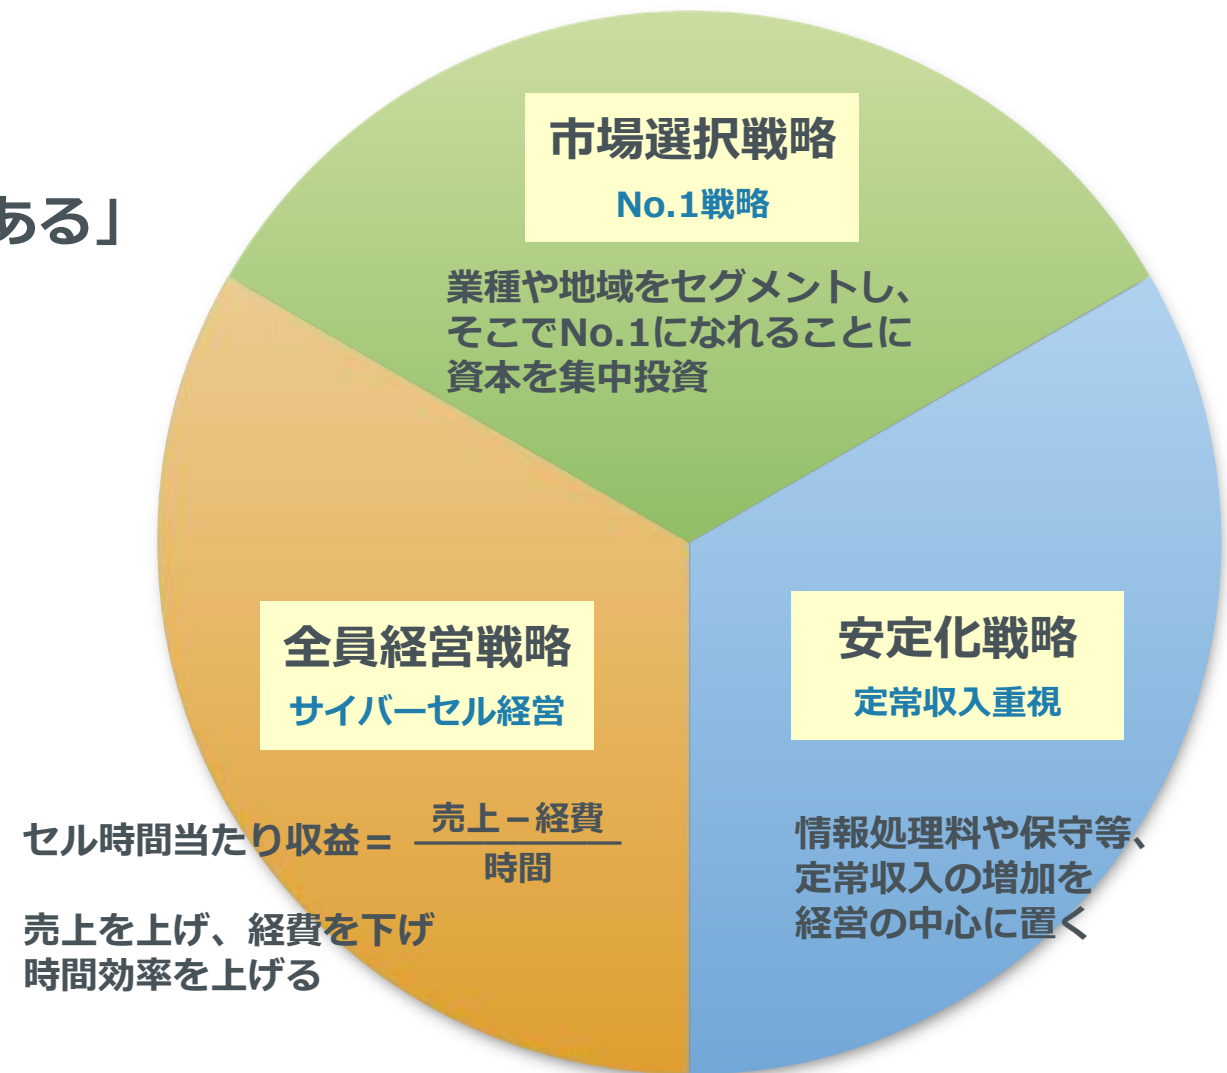 ある」
市場選択戦略
No.1戦略
業種や地域をセグメントし、
そこでNo.1になれることに
資本を集中投資
全員経営戦略
サイバーセル経営
セル時間当たり収益＝
売上－経費
時間
売上を上げ、経費を下げ
時間効率を上げる
安定化戦略
定常収入重視
情報処理料や保守等、
定常収入の増加を
経営の中心に置く